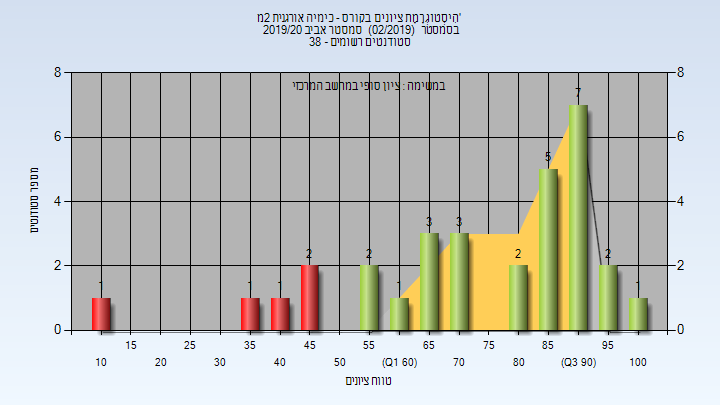 היסטוגרמת ציונים בקורס - כימיה אורגנית 2מ'
בסמסטר (02/2019) סמסטר אביב 2019/20
סטודנטים רשומים - 38
במשימה : ציון סופי במחשב המרכזי
8 8
6 6
4 4
2 2
0 0
מספר סטודנטים
1 1 1 2 2 1 3 3 2 5 7 2 1
15 25 35 45 55 65 75 85 95
10 20 30 40 50 (Q1 60) 70 80 (Q3 90) 100
טווח ציונים